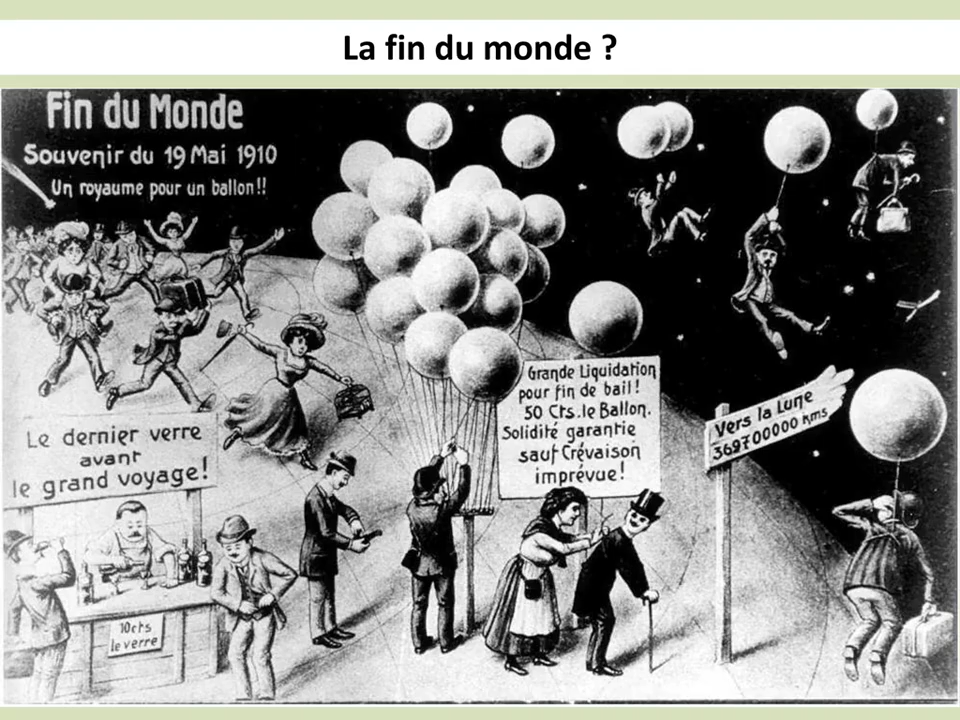 La fin du monde ?
Fin du Monde
Souvenir du 19 Mai 1910
Un royaume pour un ballon!!
Grande Liquidation
pour fin de bail!
50 Cts. le Ballon.
Solidité garantie
sauf Crévaison
imprévue!
Vers la Lune
369700000 Kms.
Le dernier verre
avant
le grand voyage!
10cts
le verre